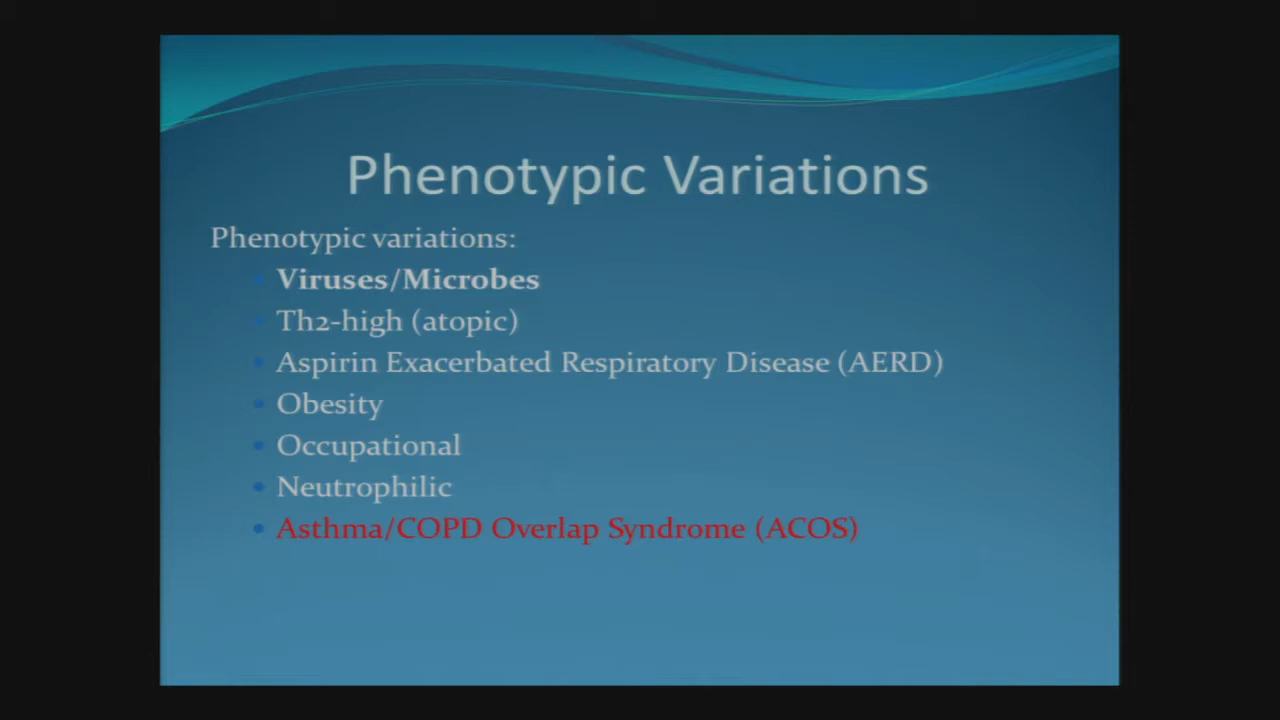 Phenotypic Variations
Phenotypic variations:
Viruses/Microbes
Th2-high (atopic)
Aspirin Exacerbated Respiratory Disease (AERD)
Obesity
Occupational
Neutrophilic
Asthma/COPD Overlap Syndrome (ACOS)